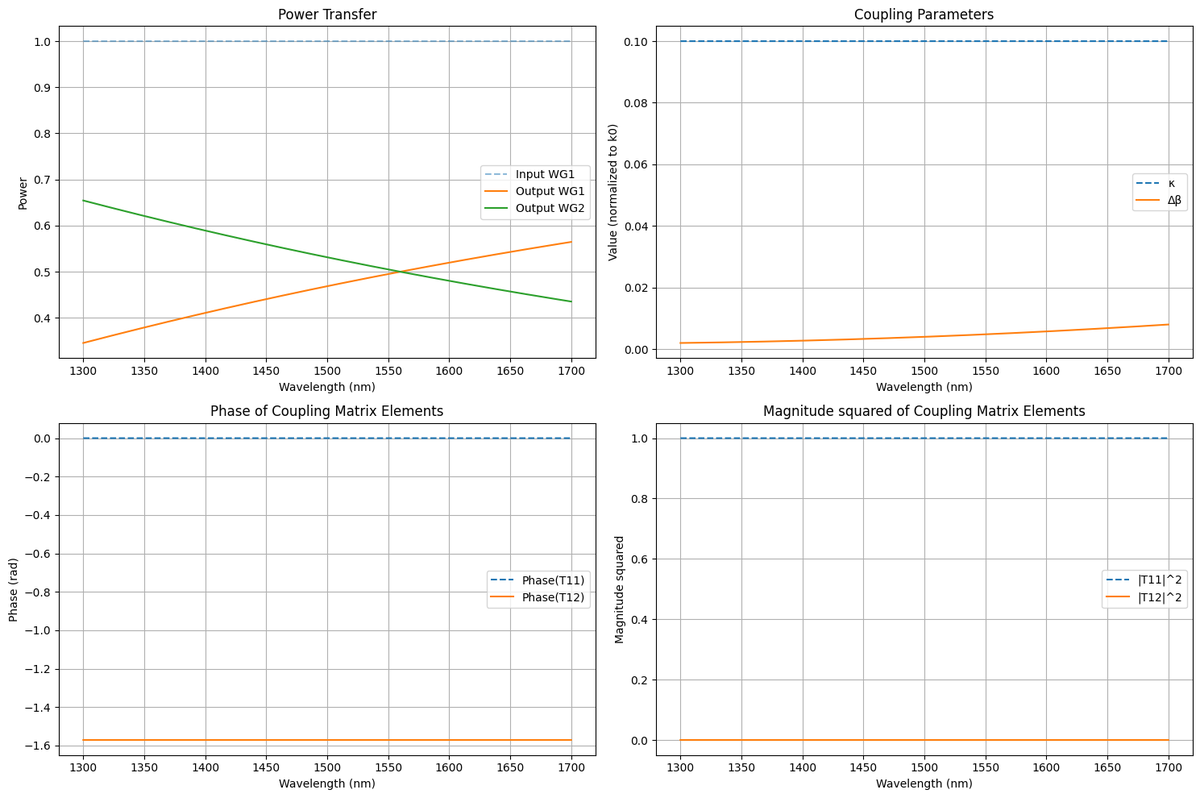 Power Transfer
Power
1.0
0.9
0.8
0.7
0.6
0.5
0.4
Input WG1
Output WG1
Output WG2
1300 1350 1400 1450 1500 1550 1600 1650 1700
Wavelength (nm)
Coupling Parameters
Value (normalized to k0)
0.10
0.08
0.06
0.04
0.02
0.00
κ
Δβ
1300 1350 1400 1450 1500 1550 1600 1650 1700
Wavelength (nm)
Phase of Coupling Matrix Elements
Phase (rad)
0.0
−0.2
−0.4
−0.6
−0.8
−1.0
−1.2
−1.4
−1.6
Phase(T11)
Phase(T12)
1300 1350 1400 1450 1500 1550 1600 1650 1700
Wavelength (nm)
Magnitude squared of Coupling Matrix Elements
Magnitude squared
1.0
0.8
0.6
0.4
0.2
0.0
|T11|^2
|T12|^2
1300 1350 1400 1450 1500 1550 1600 1650 1700
Wavelength (nm)